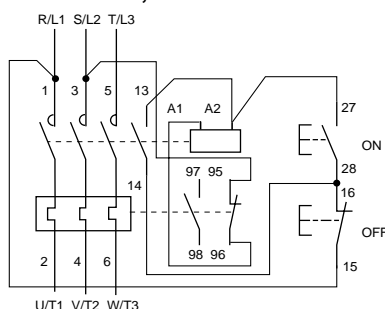 R/L1 S/L2 T/L3
1 3 5 13 A1 A2
27
ON
28
14 97 95
16
OFF
98 96
2 4 6 15
U/T1 V/T2 W/T3